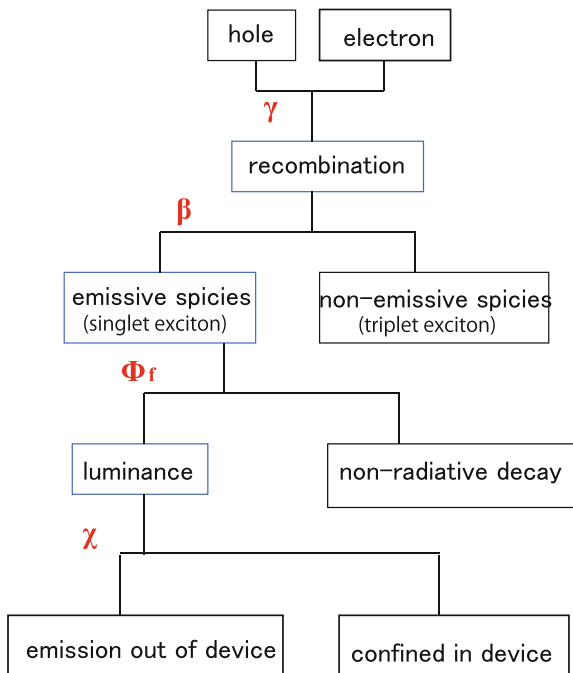 hole
electron
γ
recombination
β
emissive spicies
(singlet exciton)
non-emissive spicies
(triplet exciton)
Φf
luminance
non-radiative decay
χ
emission out of device
confined in device